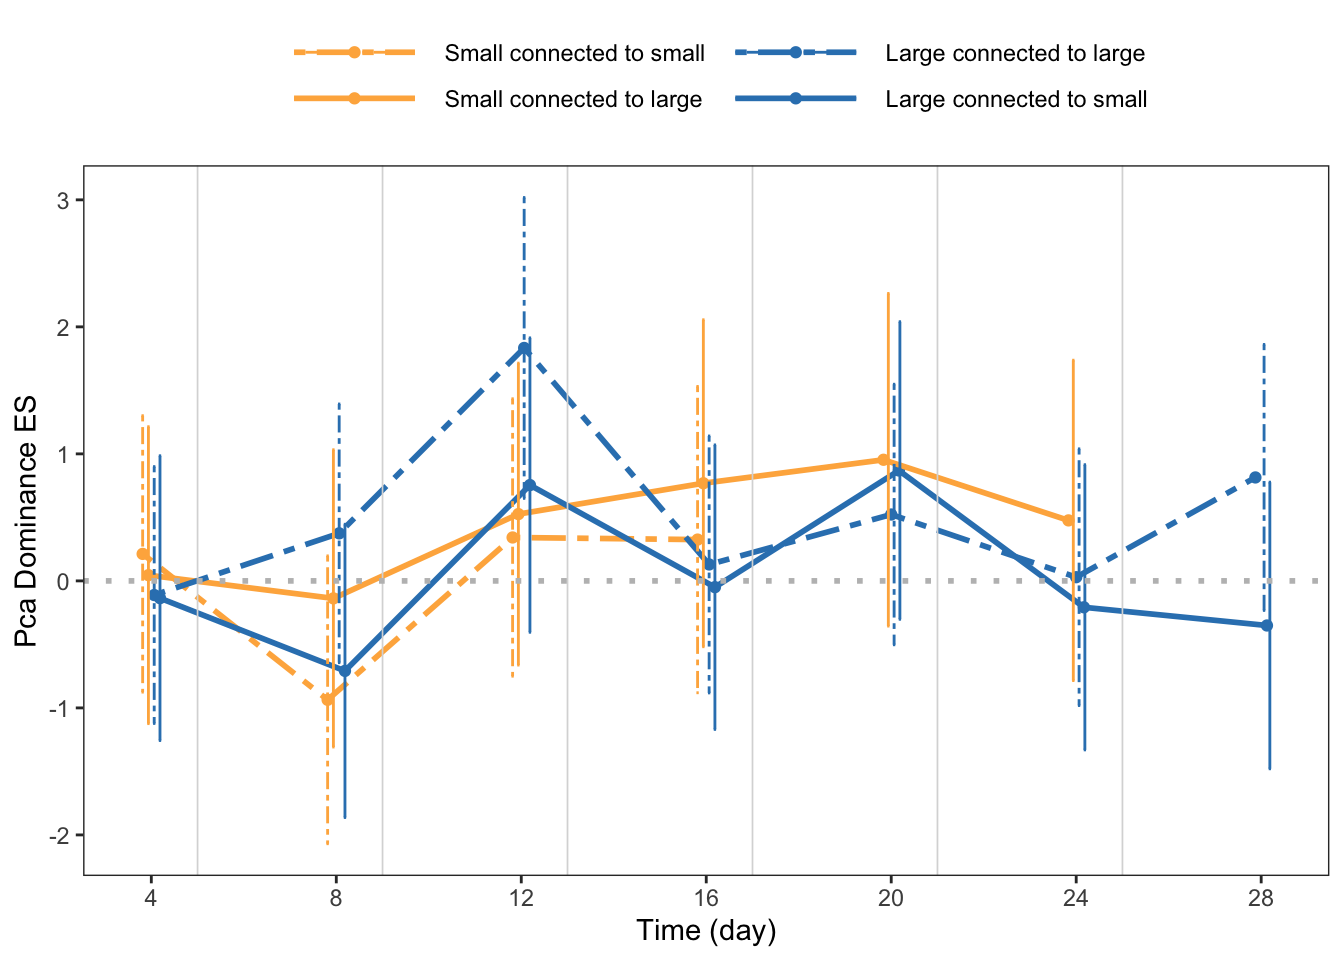 Small connected to small Large connected to large
Small connected to large Large connected to small
Pca Dominance ES
3
2
1
0
-1
-2
4 8 12 16 20 24 28
Time (day)